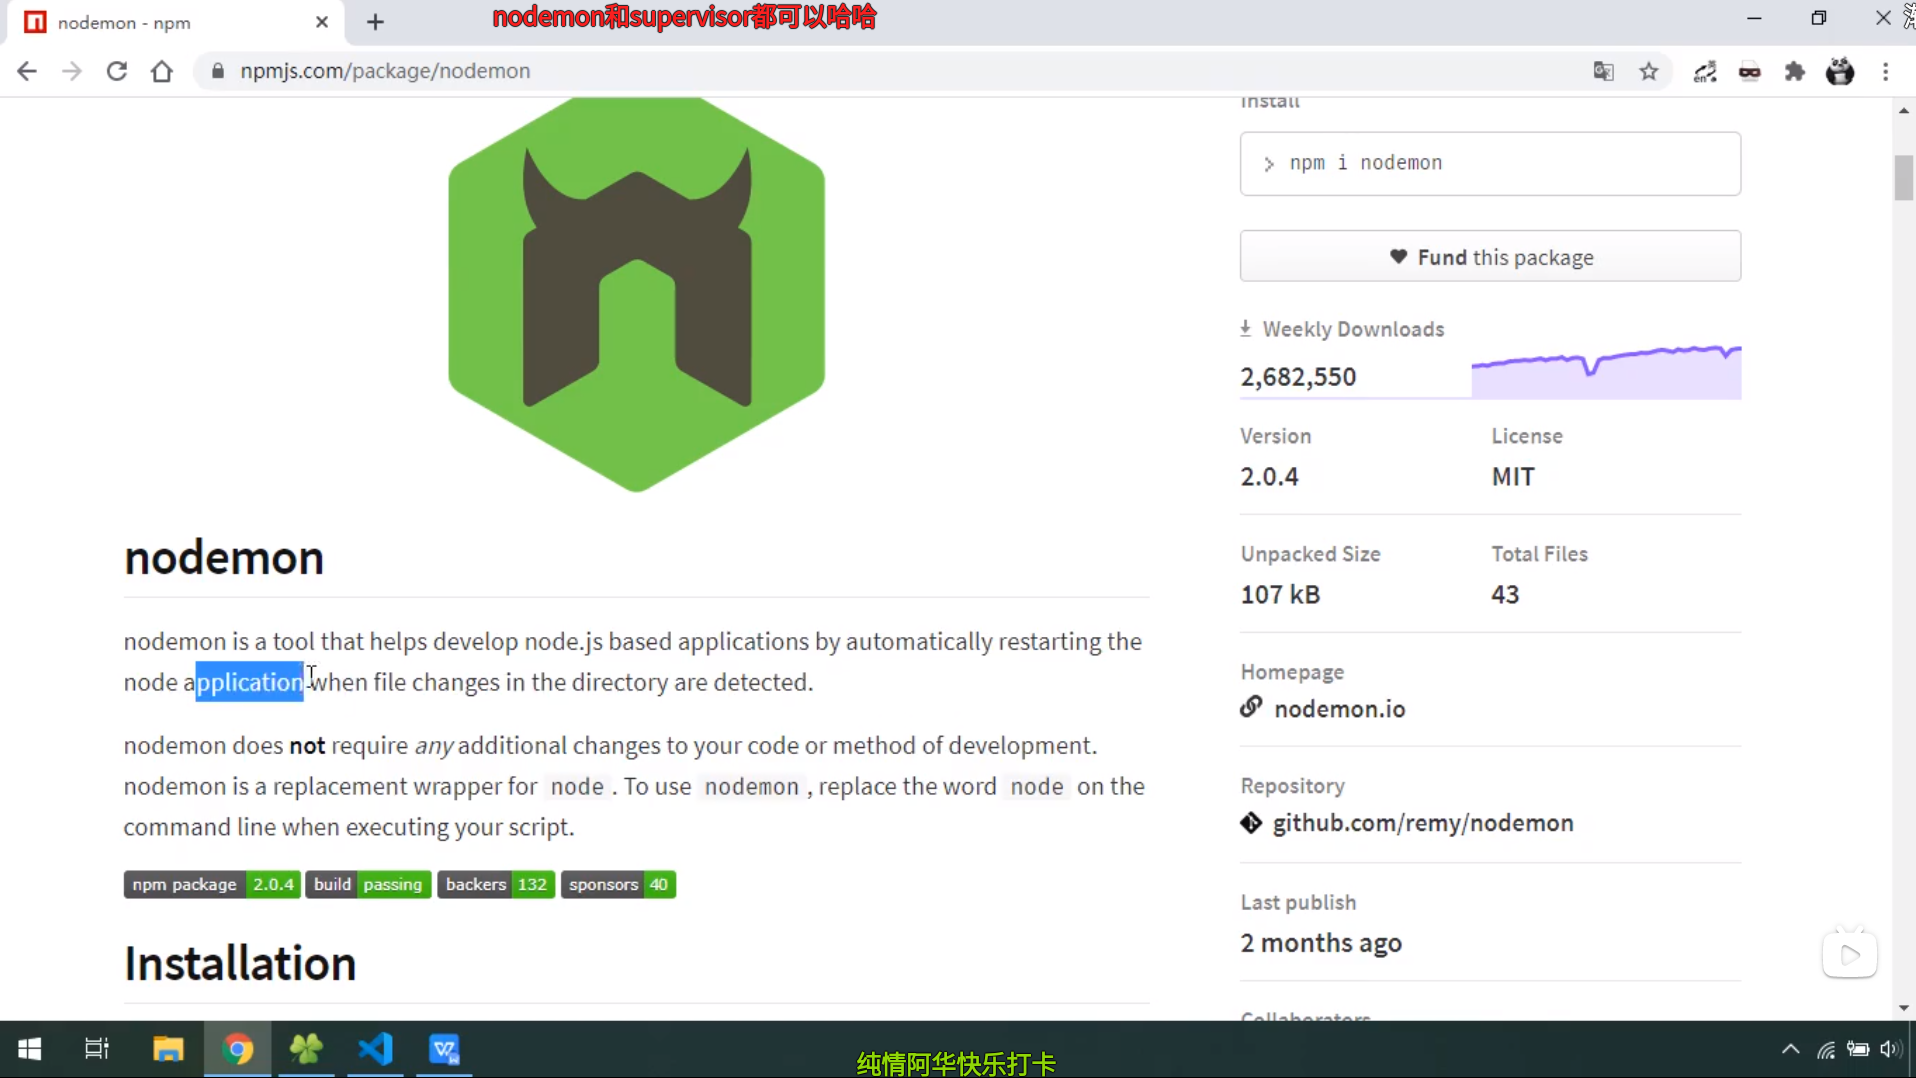 nodemon - npm
nodemon和supervisor都可以哈哈
npmjs.com/package/nodemon
Install
> npm i nodemon
Fund this package
Weekly Downloads
2,682,550
Version
License
2.0.4
MIT
Unpacked Size
Total Files
107 kB
43
Homepage
nodemon.io
Repository
github.com/remy/nodemon
Last publish
2 months ago
Collaborators
nodemon
nodemon is a tool that helps develop node.js based applications by automatically restarting the
node application when file changes in the directory are detected.
nodemon does not require any additional changes to your code or method of development.
nodemon is a replacement wrapper for node. To use nodemon, replace the word node on the
command line when executing your script.
npm package 2.0.4 build passing backers 132 sponsors 40
Installation
纯情阿华快乐打卡